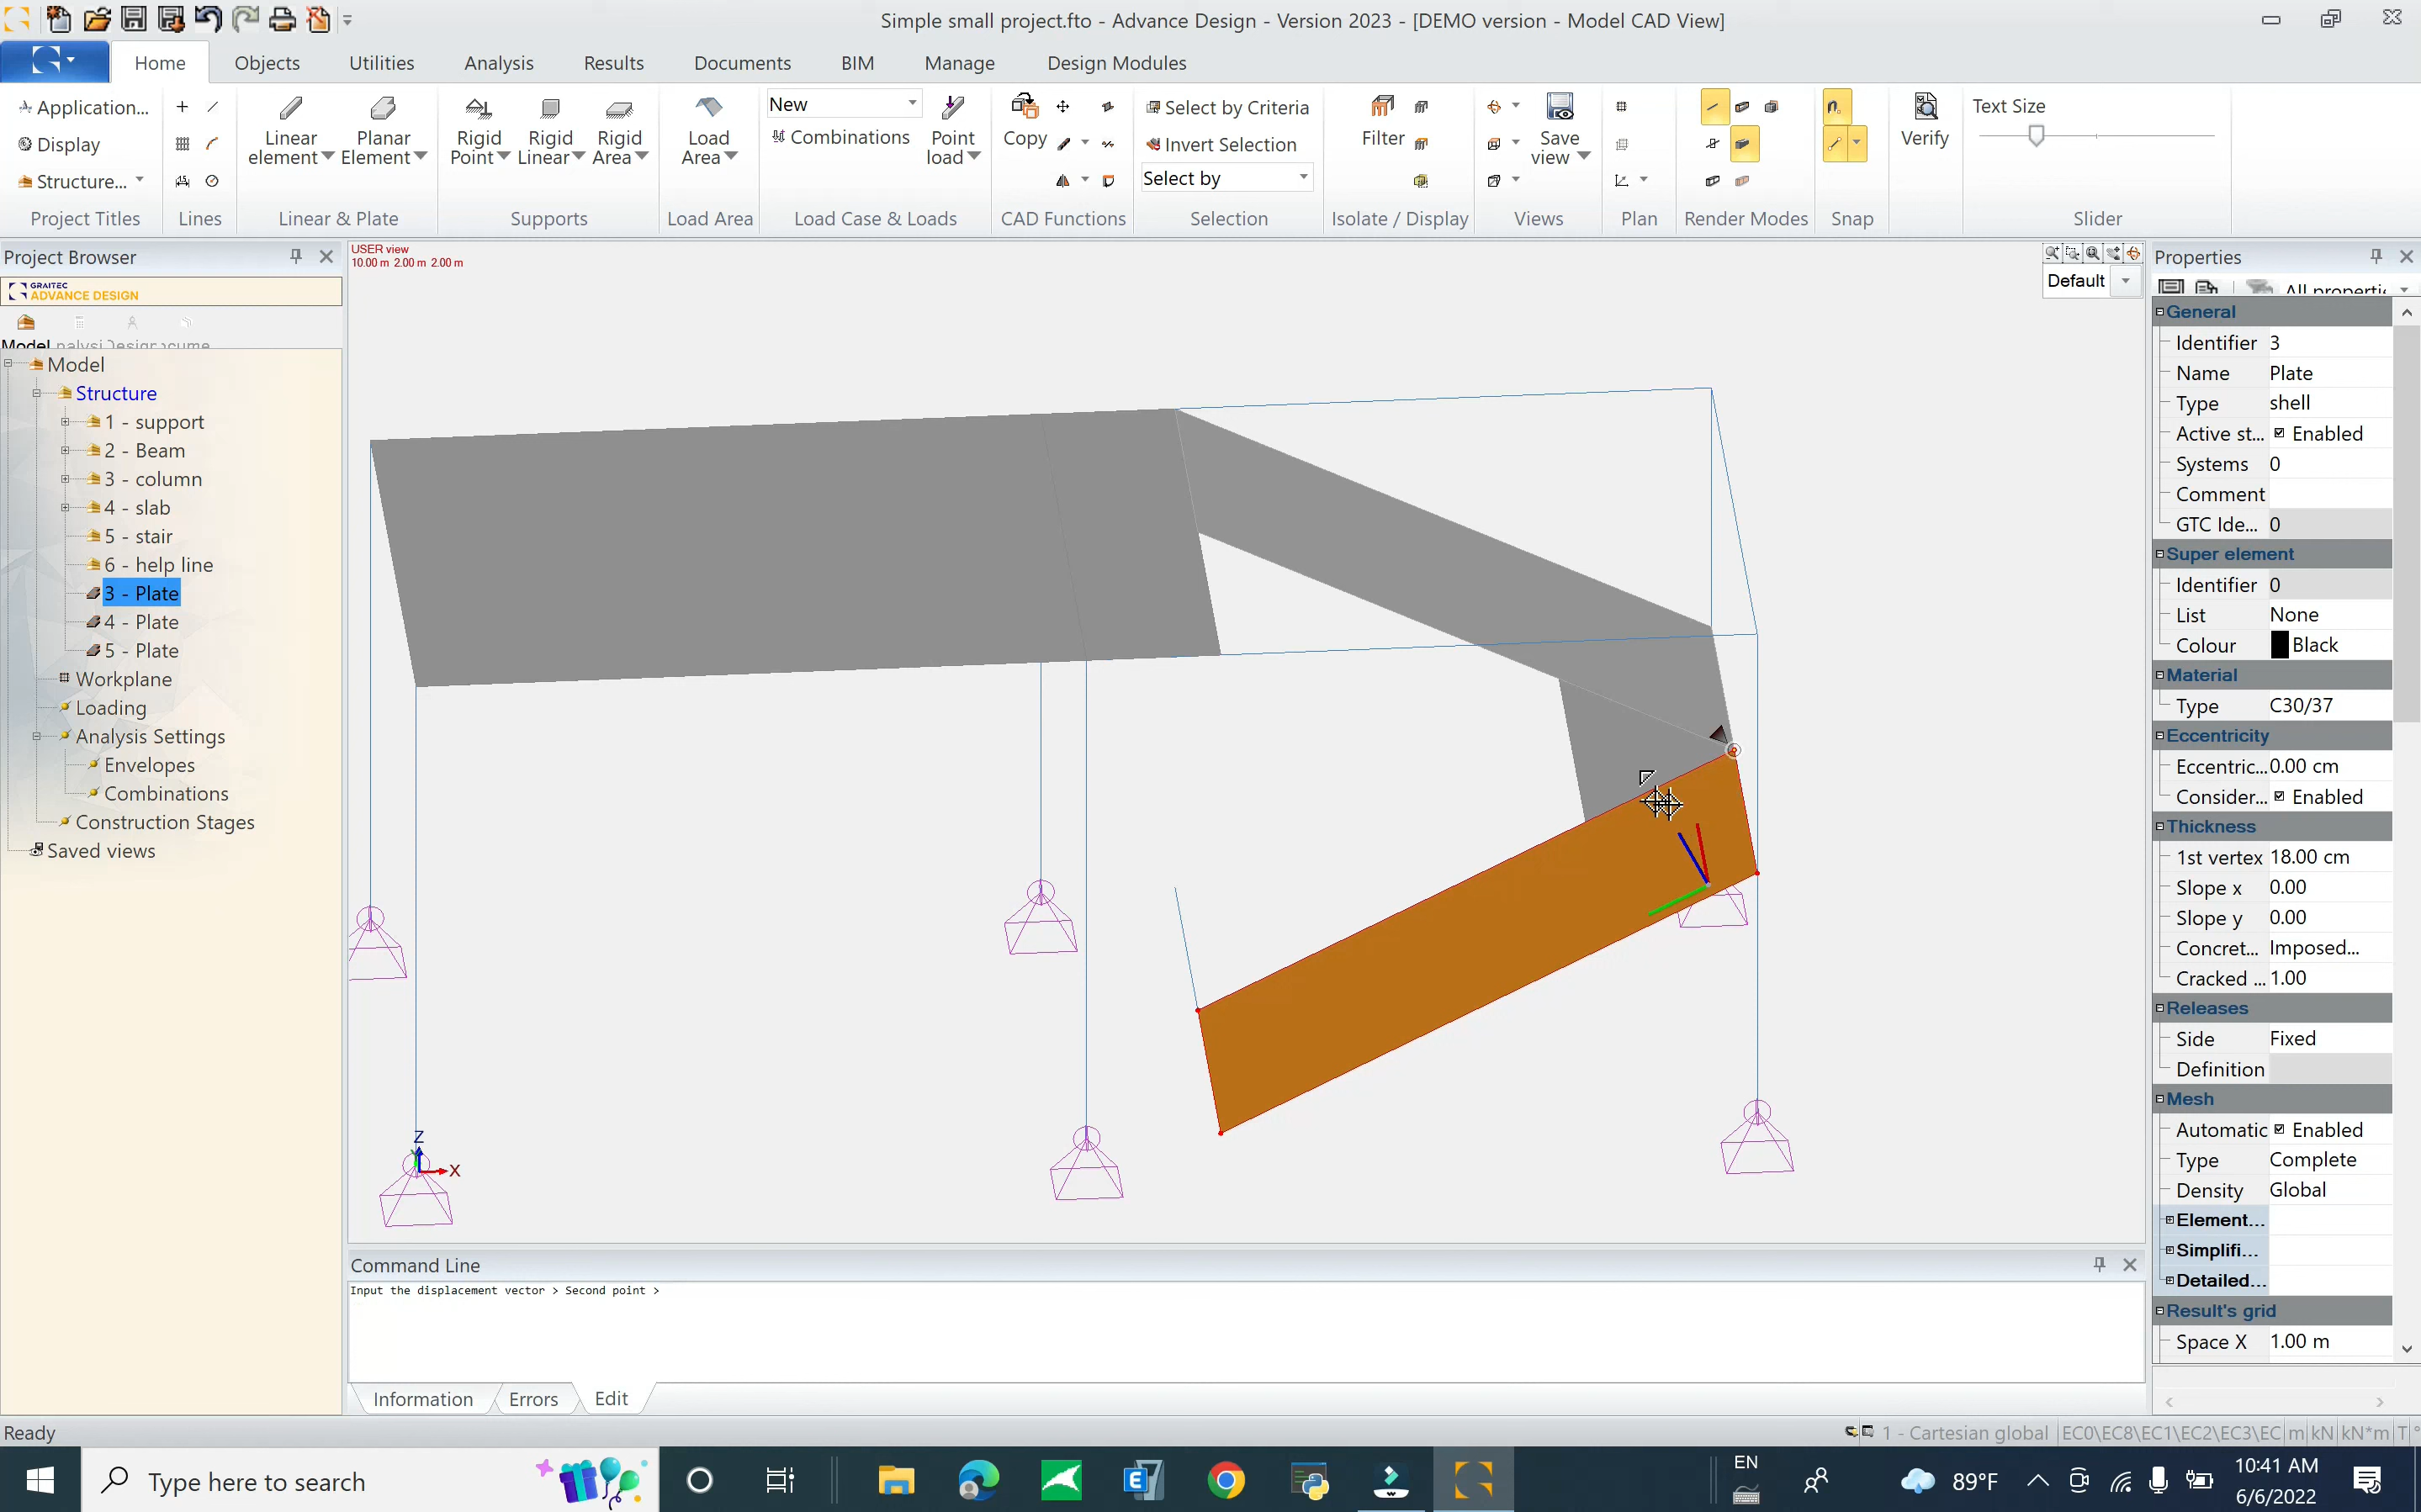 Simple small project.fto - Advance Design - Version 2023 - [DEMO version - Model CAD View]
Home Objects Utilities Analysis Results Documents BIM Manage Design Modules
Application...
Display
Structure...
Project Titles
Lines
Linear element
Planar Element
Linear & Plate
Rigid Point
Rigid Linear
Rigid Area
Supports
Load Area
Load Area
New
Combinations
Point load
Load Case & Loads
Copy
CAD Functions
Select by Criteria
Invert Selection
Select by
Selection
Filter
Isolate / Display
Save view
Views
Plan
Render Modes
Snap
Verify
Text Size
Slider
Project Browser
GRAITEC
ADVANCE DESIGN
Model
Model
Structure
1 - support
2 - Beam
3 - column
4 - slab
5 - stair
6 - help line
3 - Plate
4 - Plate
5 - Plate
Workplane
Loading
Analysis Settings
Envelopes
Combinations
Construction Stages
Saved views
USER view
10.00 m 2.00 m 2.00 m
Default
Z
X
Command Line
Input the displacement vector > Second point >
Information Errors Edit
Properties
All properti
General
Identifier 3
Name Plate
Type shell
Active st... Enabled
Systems 0
Comment
GTC Ide... 0
Super element
Identifier 0
List None
Colour Black
Material
Type C30/37
Eccentricity
Eccentric... 0.00 cm
Consider... Enabled
Thickness
1st vertex 18.00 cm
Slope x 0.00
Slope y 0.00
Concret... Imposed...
Cracked ... 1.00
Releases
Side Fixed
Definition
Mesh
Automatic Enabled
Type Complete
Density Global
Element...
Simplifi...
Detailed...
Result's grid
Space X 1.00 m
Ready
1 - Cartesian global EC0\EC8\EC1\EC2\EC3\EC m kN kN*m T °
Type here to search
EN
89°F
10:41 AM
6/6/2022